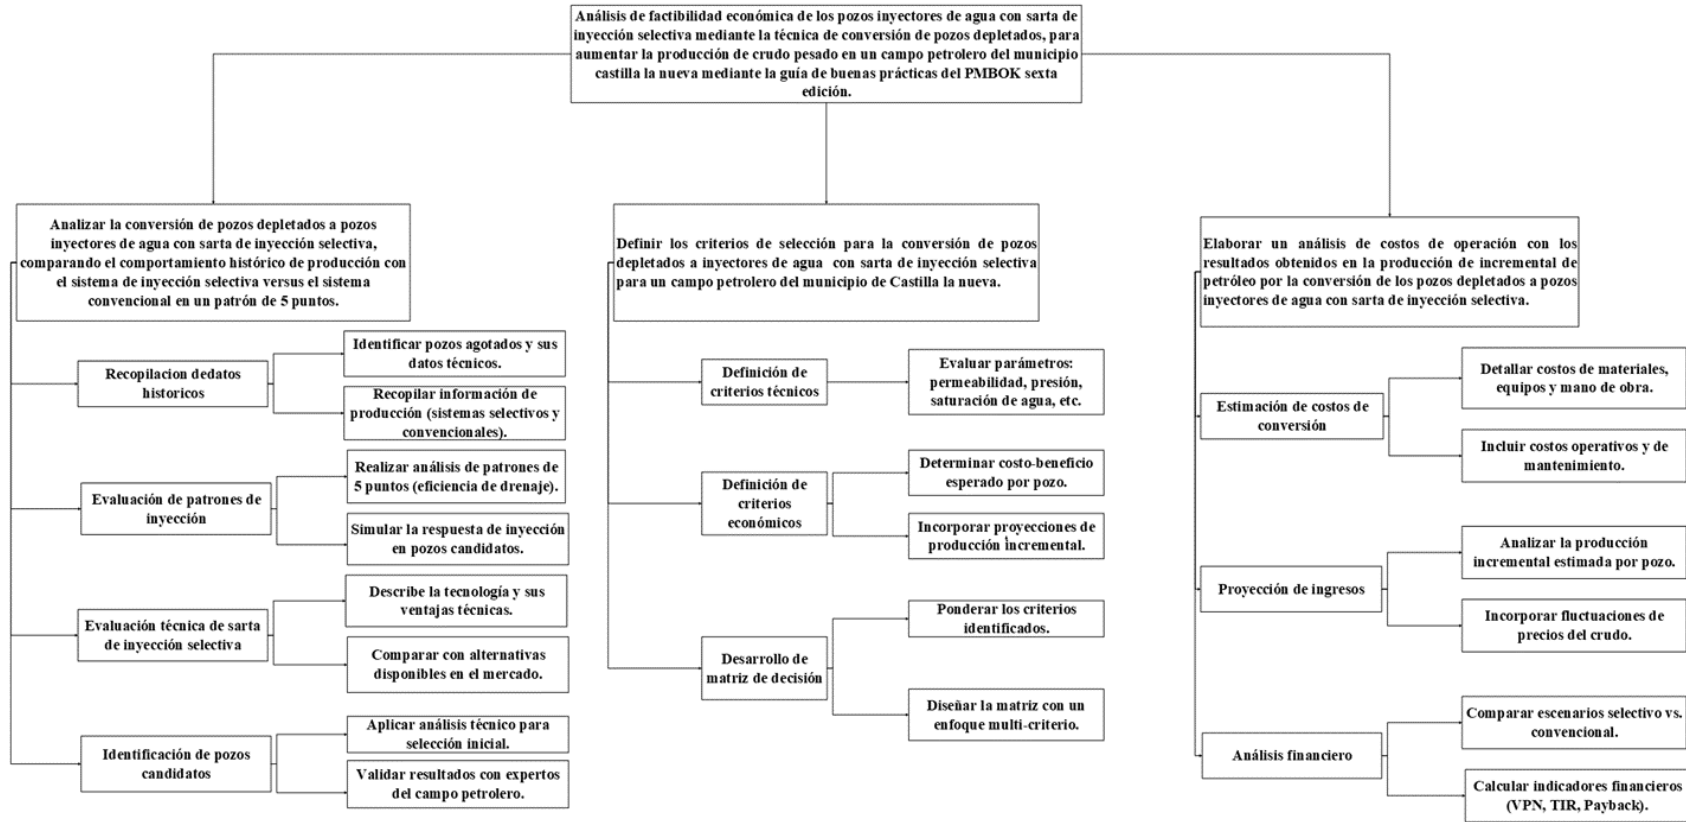 Análisis de factibilidad económica de los pozos inyectores de agua con sarta de
inyección selectiva mediante la técnica de conversión de pozos depletados, para
aumentar la producción de crudo pesado en un campo petrolero del municipio
castilla la nueva mediante la guía de buenas prácticas del PMBOK sexta
edición.
Analizar la conversión de pozos depletados a pozos
inyectores de agua con sarta de inyección selectiva,
comparando el comportamiento histórico de producción con
el sistema de inyección selectiva versus el sistema
convencional en un patrón de 5 puntos.
Recopilacion dedatos
historicos
Identificar pozos agotados y sus
datos técnicos.
Recopilar información de
producción (sistemas selectivos y
convencionales).
Evaluación de patrones de
inyección
Realizar análisis de patrones de
5 puntos (eficiencia de drenaje).
Simular la respuesta de inyección
en pozos candidatos.
Evaluación técnica de sarta
de inyección selectiva
Describe la tecnología y sus
ventajas técnicas.
Comparar con alternativas
disponibles en el mercado.
Identificación de pozos
candidatos
Aplicar análisis técnico para
selección inicial.
Validar resultados con expertos
del campo petrolero.
Definir los criterios de selección para la conversión de pozos
depletados a inyectores de agua con sarta de inyección selectiva
para un campo petrolero del municipio de Castilla la nueva.
Definición de
criterios técnicos
Evaluar parámetros:
permeabilidad, presión,
saturación de agua, etc.
Definición de
criterios
económicos
Determinar costo-beneficio
esperado por pozo.
Incorporar proyecciones de
producción incremental.
Desarrollo de
matriz de decisión
Ponderar los criterios
identificados.
Diseñar la matriz con un
enfoque multi-criterio.
Elaborar un análisis de costos de operación con los
resultados obtenidos en la producción de incremental de
petróleo por la conversión de los pozos depletados a pozos
inyectores de agua con sarta de inyección selectiva.
Estimación de costos de
conversión
Detallar costos de materiales,
equipos y mano de obra.
Incluir costos operativos y de
mantenimiento.
Proyección de ingresos
Analizar la producción
incremental estimada por pozo.
Incorporar fluctuaciones de
precios del crudo.
Análisis financiero
Comparar escenarios selectivo vs.
convencional.
Calcular indicadores financieros
(VPN, TIR, Payback).